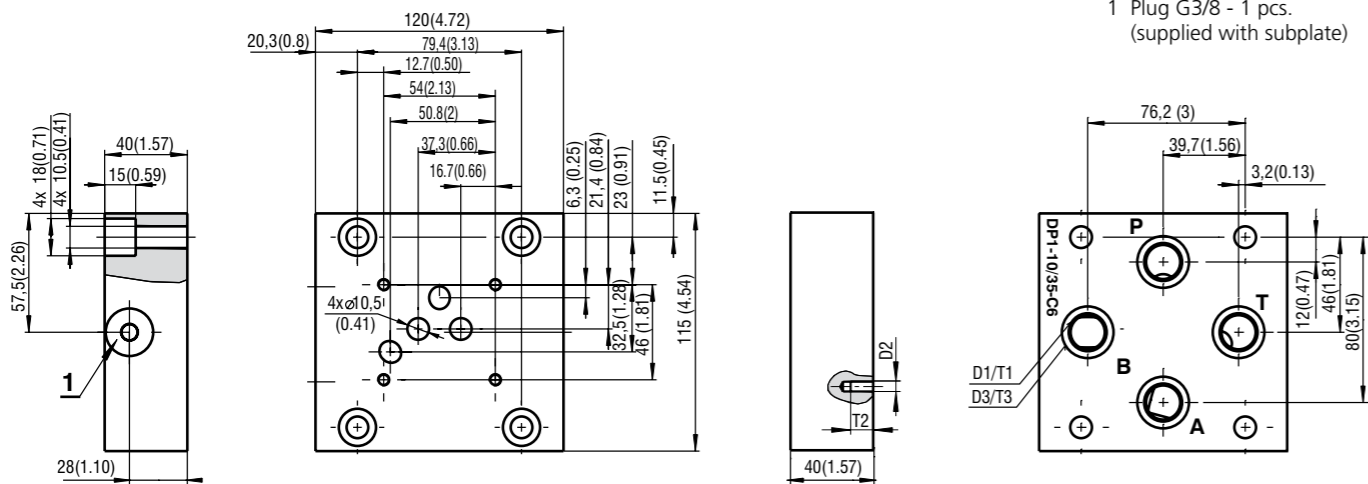 1 Plug G3/8 - 1 pcs.
(supplied with subplate)
4x 18(0.71)
4x 10.5(0.41)
40(1.57)
15(0.59)
57,5(2.26)
1
28(1.10)
120(4.72)
20,3(0.8)
79,4(3.13)
12.7(0.50)
54(2.13)
50.8(2)
37,3(0.66)
16.7(0.66)
6,3 (0.25)
21,4 (0.84)
23 (0.91)
11.5(0.45)
4xø10,5
(0.41)
32,5(1.28)
46 (1.81)
115 (4.54)
D2
T2
40(1.57)
76,2 (3)
39,7(1.56)
3,2(0.13)
DP1-10/35-C6
P
T
B
A
D1/T1
D3/T3
12(0.47)
46(1.81)
80(3.15)